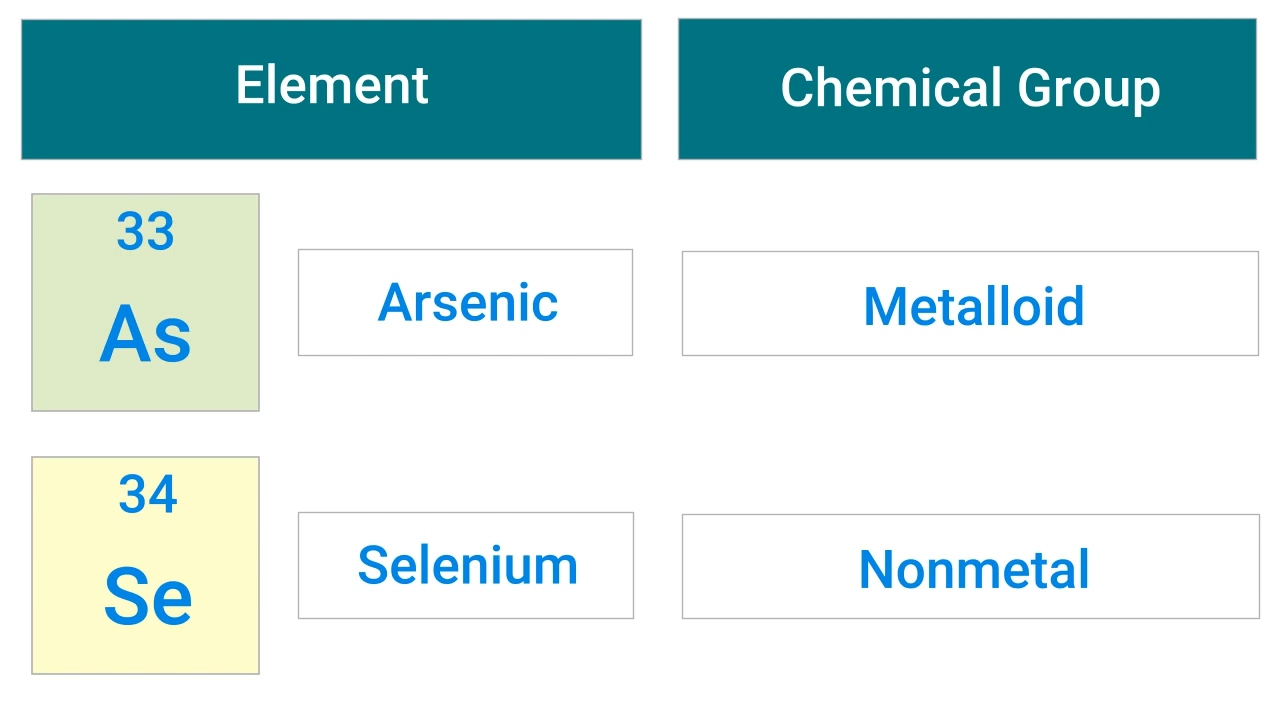 Element
Chemical Group
33
As
Arsenic
Metalloid
34
Se
Selenium
Nonmetal